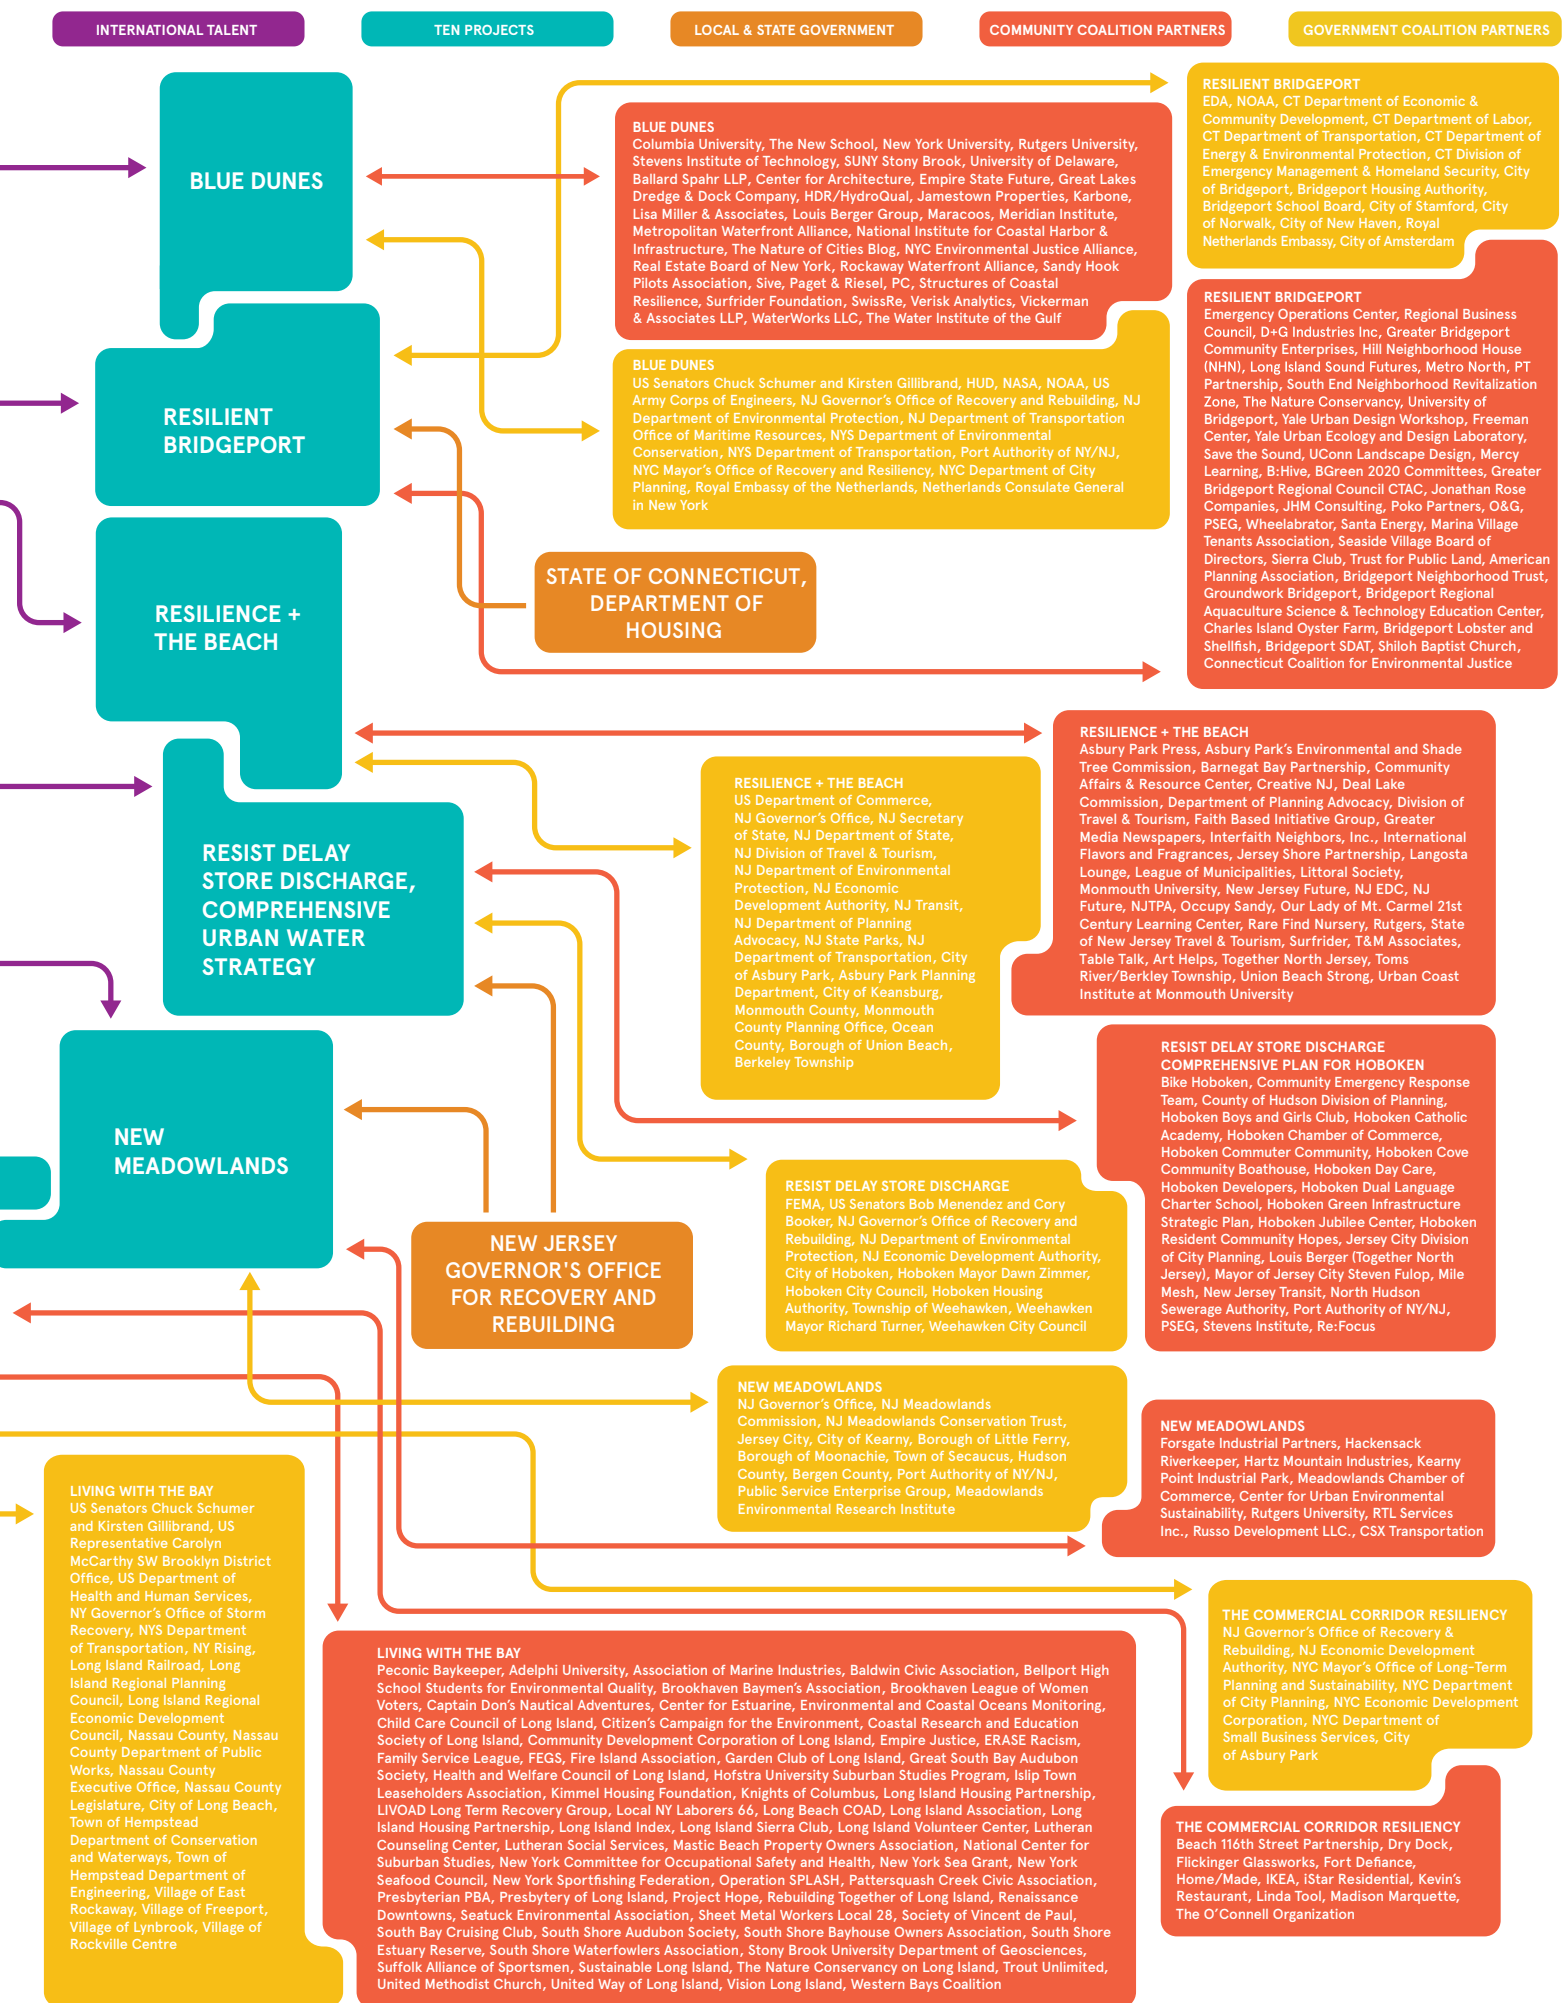 INTERNATIONAL TALENT
TEN PROJECTS
LOCAL & STATE GOVERNMENT
COMMUNITY COALITION PARTNERS
GOVERNMENT COALITION PARTNERS
BLUE DUNES
RESILIENT
BRIDGEPORT
RESILIENCE +
THE BEACH
RESIST DELAY
STORE DISCHARGE,
COMPREHENSIVE
URBAN WATER
STRATEGY
NEW
MEADOWLANDS
STATE OF CONNECTICUT,
DEPARTMENT OF
HOUSING
NEW JERSEY
GOVERNOR'S OFFICE
FOR RECOVERY AND
REBUILDING
BLUE DUNES
Columbia University, The New School, New York University, Rutgers University,
Stevens Institute of Technology, SUNY Stony Brook, University of Delaware,
Ballard Spahr LLP, Center for Architecture, Empire State Future, Great Lakes
Dredge & Dock Company, HDR/HydroQual, Jamestown Properties, Karbone,
Lisa Miller & Associates, Louis Berger Group, Maracoos, Meridian Institute,
Metropolitan Waterfront Alliance, National Institute for Coastal Harbor &
Infrastructure, The Nature of Cities Blog, NYC Environmental Justice Alliance,
Real Estate Board of New York, Rockaway Waterfront Alliance, Sandy Hook
Pilots Association, Sive, Paget & Riesel, PC, Structures of Coastal
Resilience, Surfrider Foundation, SwissRe, Verisk Analytics, Vickerman
& Associates LLP, WaterWorks LLC, The Water Institute of the Gulf
BLUE DUNES
US Senators Chuck Schumer and Kirsten Gillibrand, HUD, NASA, NOAA, US
Army Corps of Engineers, NJ Governor's Office of Recovery and Rebuilding, NJ
Department of Environmental Protection, NJ Department of Transportation
Office of Maritime Resources, NYS Department of Environmental
Conservation, NYS Department of Transportation, Port Authority of NY/NJ,
NYC Mayor's Office of Recovery and Resiliency, NYC Department of City
Planning, Royal Embassy of the Netherlands, Netherlands Consulate General
in New York
RESILIENT BRIDGEPORT
EDA, NOAA, CT Department of Economic &
Community Development, CT Department of Labor,
CT Department of Transportation, CT Department of
Energy & Environmental Protection, CT Division of
Emergency Management & Homeland Security, City
of Bridgeport, Bridgeport Housing Authority,
Bridgeport School Board, City of Stamford, City
of Norwalk, City of New Haven, Royal
Netherlands Embassy, City of Amsterdam
RESILIENT BRIDGEPORT
Emergency Operations Center, Regional Business
Council, D+G Industries Inc, Greater Bridgeport
Community Enterprises, Hill Neighborhood House
(NHN), Long Island Sound Futures, Metro North, PT
Partnership, South End Neighborhood Revitalization
Zone, The Nature Conservancy, University of
Bridgeport, Yale Urban Design Workshop, Freeman
Center, Yale Urban Ecology and Design Laboratory,
Save the Sound, UConn Landscape Design, Mercy
Learning, B:Hive, BGreen 2020 Committees, Greater
Bridgeport Regional Council CTAC, Jonathan Rose
Companies, JHM Consulting, Poko Partners, O&G,
PSEG, Wheelabrator, Santa Energy, Marina Village
Tenants Association, Seaside Village Board of
Directors, Sierra Club, Trust for Public Land, American
Planning Association, Bridgeport Neighborhood Trust,
Groundwork Bridgeport, Bridgeport Regional
Aquaculture Science & Technology Education Center,
Charles Island Oyster Farm, Bridgeport Lobster and
Shellfish, Bridgeport SDAT, Shiloh Baptist Church,
Connecticut Coalition for Environmental Justice
RESILIENCE + THE BEACH
US Department of Commerce,
NJ Governor's Office, NJ Secretary
of State, NJ Department of State,
NJ Division of Travel & Tourism,
NJ Department of Environmental
Protection, NJ Economic
Development Authority, NJ Transit,
NJ Department of Planning
Advocacy, NJ State Parks, NJ
Department of Transportation, City
of Asbury Park, Asbury Park Planning
Department, City of Keansburg,
Monmouth County, Monmouth
County Planning Office, Ocean
County, Borough of Union Beach,
Berkeley Township
RESILIENCE + THE BEACH
Asbury Park Press, Asbury Park's Environmental and Shade
Tree Commission, Barnegat Bay Partnership, Community
Affairs & Resource Center, Creative NJ, Deal Lake
Commission, Department of Planning Advocacy, Division of
Travel & Tourism, Faith Based Initiative Group, Greater
Media Newspapers, Interfaith Neighbors, Inc., International
Flavors and Fragrances, Jersey Shore Partnership, Langosta
Lounge, League of Municipalities, Littoral Society,
Monmouth University, New Jersey Future, NJ EDC, NJ
Future, NJTPA, Occupy Sandy, Our Lady of Mt. Carmel 21st
Century Learning Center, Rare Find Nursery, Rutgers, State
of New Jersey Travel & Tourism, Surfrider, T&M Associates,
Table Talk, Art Helps, Together North Jersey, Toms
River/Berkley Township, Union Beach Strong, Urban Coast
Institute at Monmouth University
RESIST DELAY STORE DISCHARGE
COMPREHENSIVE PLAN FOR HOBOKEN
Bike Hoboken, Community Emergency Response
Team, County of Hudson Division of Planning,
Hoboken Boys and Girls Club, Hoboken Catholic
Academy, Hoboken Chamber of Commerce,
Hoboken Commuter Community, Hoboken Cove
Community Boathouse, Hoboken Day Care,
Hoboken Developers, Hoboken Dual Language
Charter School, Hoboken Green Infrastructure
Strategic Plan, Hoboken Jubilee Center, Hoboken
Resident Community Hopes, Jersey City Division
of City Planning, Louis Berger (Together North
Jersey), Mayor of Jersey City Steven Fulop, Mile
Mesh, New Jersey Transit, North Hudson
Sewerage Authority, Port Authority of NY/NJ,
PSEG, Stevens Institute, Re:Focus
RESIST DELAY STORE DISCHARGE
FEMA, US Senators Bob Menendez and Cory
Booker, NJ Governor's Office of Recovery and
Rebuilding, NJ Department of Environmental
Protection, NJ Economic Development Authority,
City of Hoboken, Hoboken Mayor Dawn Zimmer,
Hoboken City Council, Hoboken Housing
Authority, Township of Weehawken, Weehawken
Mayor Richard Turner, Weehawken City Council
NEW MEADOWLANDS
NJ Governor's Office, NJ Meadowlands
Commission, NJ Meadowlands Conservation Trust,
Jersey City, City of Kearny, Borough of Little Ferry,
Borough of Moonachie, Town of Secaucus, Hudson
County, Bergen County, Port Authority of NY/NJ,
Public Service Enterprise Group, Meadowlands
Environmental Research Institute
NEW MEADOWLANDS
Forsgate Industrial Partners, Hackensack
Riverkeeper, Hartz Mountain Industries, Kearny
Point Industrial Park, Meadowlands Chamber of
Commerce, Center for Urban Environmental
Sustainability, Rutgers University, RTL Services
Inc., Russo Development LLC., CSX Transportation
LIVING WITH THE BAY
US Senators Chuck Schumer
and Kirsten Gillibrand, US
Representative Carolyn
McCarthy SW Brooklyn District
Office, US Department of
Health and Human Services,
NY Governor's Office of Storm
Recovery, NYS Department
of Transportation, NY Rising,
Long Island Railroad, Long
Island Regional Planning
Council, Long Island Regional
Economic Development
Council, Nassau County, Nassau
County Department of Public
Works, Nassau County
Executive Office, Nassau County
Legislature, City of Long Beach,
Town of Hempstead
Department of Conservation
and Waterways, Town of
Hempstead Department of
Engineering, Village of East
Rockaway, Village of Freeport,
Village of Lynbrook, Village of
Rockville Centre
LIVING WITH THE BAY
Peconic Baykeeper, Adelphi University, Association of Marine Industries, Baldwin Civic Association, Bellport High
School Students for Environmental Quality, Brookhaven Baymen's Association, Brookhaven League of Women
Voters, Captain Don's Nautical Adventures, Center for Estuarine, Environmental and Coastal Oceans Monitoring,
Child Care Council of Long Island, Citizen's Campaign for the Environment, Coastal Research and Education
Society of Long Island, Community Development Corporation of Long Island, Empire Justice, ERASE Racism,
Family Service League, FEGS, Fire Island Association, Garden Club of Long Island, Great South Bay Audubon
Society, Health and Welfare Council of Long Island, Hofstra University Suburban Studies Program, Islip Town
Leaseholders Association, Kimmel Housing Foundation, Knights of Columbus, Long Island Housing Partnership,
LIVOAD Long Term Recovery Group, Local NY Laborers 66, Long Beach COAD, Long Island Association, Long
Island Housing Partnership, Long Island Index, Long Island Sierra Club, Long Island Volunteer Center, Lutheran
Counseling Center, Lutheran Social Services, Mastic Beach Property Owners Association, National Center for
Suburban Studies, New York Committee for Occupational Safety and Health, New York Sea Grant, New York
Seafood Council, New York Sportfishing Federation, Operation SPLASH, Pattersquash Creek Civic Association,
Presbyterian PBA, Presbytery of Long Island, Project Hope, Rebuilding Together of Long Island, Renaissance
Downtowns, Seatuck Environmental Association, Sheet Metal Workers Local 28, Society of Vincent de Paul,
South Bay Cruising Club, South Shore Audubon Society, South Shore Bayhouse Owners Association, South Shore
Estuary Reserve, South Shore Waterfowlers Association, Stony Brook University Department of Geosciences,
Suffolk Alliance of Sportsmen, Sustainable Long Island, The Nature Conservancy on Long Island, Trout Unlimited,
United Methodist Church, United Way of Long Island, Vision Long Island, Western Bays Coalition
THE COMMERCIAL CORRIDOR RESILIENCY
NJ Governor's Office of Recovery &
Rebuilding, NJ Economic Development
Authority, NYC Mayor's Office of Long-Term
Planning and Sustainability, NYC Department
of City Planning, NYC Economic Development
Corporation, NYC Department of
Small Business Services, City
of Asbury Park
THE COMMERCIAL CORRIDOR RESILIENCY
Beach 116th Street Partnership, Dry Dock,
Flickinger Glassworks, Fort Defiance,
Home/Made, IKEA, iStar Residential, Kevin's
Restaurant, Linda Tool, Madison Marquette,
The O'Connell Organization